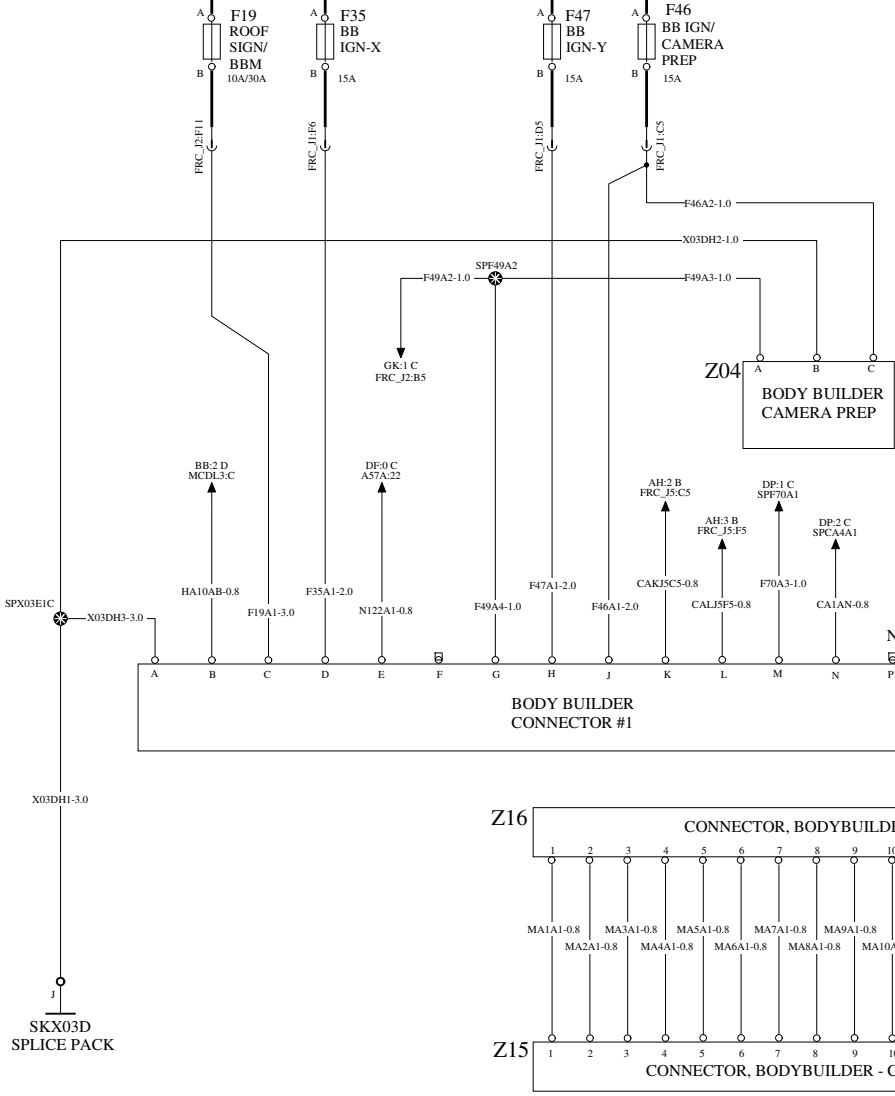 A
F19
ROOF
SIGN/
BBM
10A/30A
B
A
F35
BB
IGN-X
B
15A
A
F47
BB
IGN-Y
B
15A
A
F46
BB IGN/
CAMERA
PREP
B
15A
FRC_J2:F11
FRC_J1:F6
FRC_J1:D5
FRC_J1:C5
F46A2-1.0
X03DH2-1.0
SPF49A2
F49A2-1.0
F49A3-1.0
GK:1 C
FRC_J2:B5
Z04
A
B
C
BODY BUILDER
CAMERA PREP
BB:2 D
MCDL3:C
DF:0 C
A57A:22
AH:2 B
FRC_J5:C5
DP:1 C
SPF70A1
AH:3 B
FRC_J5:F5
DP:2 C
SPCA4A1
HA10AB-0.8
F35A1-2.0
F47A1-2.0
CAKJ5C5-0.8
F70A3-1.0
SPX03E1C
X03DH3-3.0
F19A1-3.0
N122A1-0.8
F49A4-1.0
F46A1-2.0
CALJ5F5-0.8
CA1AN-0.8
N
A
B
C
D
E
F
G
H
J
K
L
M
N
P
BODY BUILDER
CONNECTOR #1
X03DH1-3.0
Z16
CONNECTOR, BODYBUILDE
1
2
3
4
5
6
7
8
9
10
MA1A1-0.8
MA3A1-0.8
MA5A1-0.8
MA7A1-0.8
MA9A1-0.8
MA2A1-0.8
MA4A1-0.8
MA6A1-0.8
MA8A1-0.8
MA10A
J
SKX03D
SPLICE PACK
Z15
1
2
3
4
5
6
7
8
9
10
CONNECTOR, BODYBUILDER - C